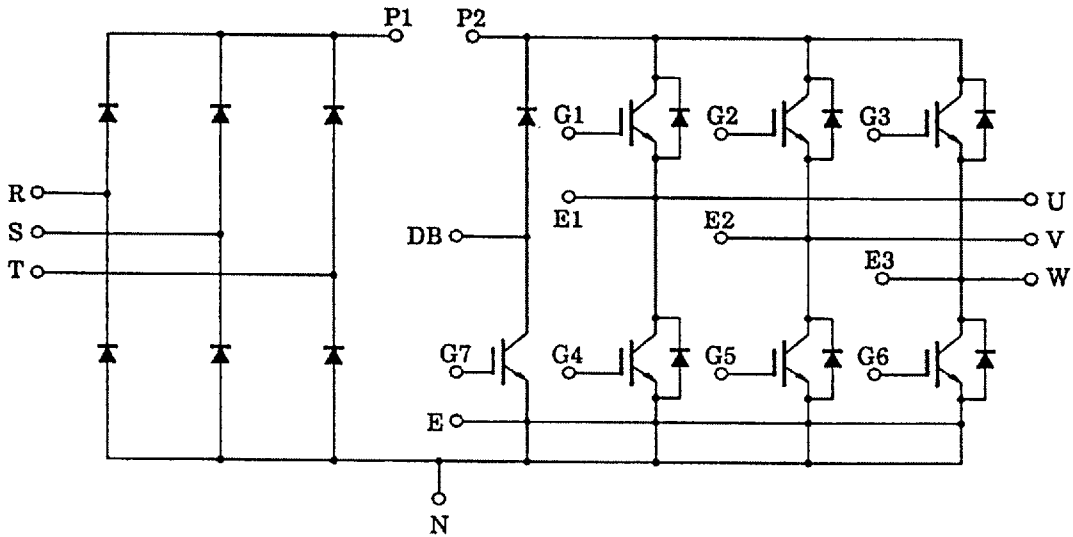 P1 P2
G1 G2 G3
R E1 U
S DB E2 V
T E3 W
G7 G4 G5 G6
E
N